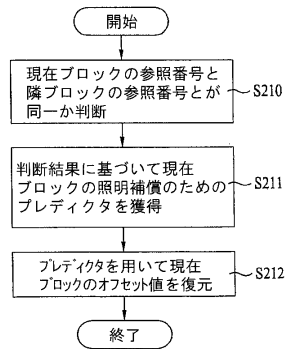 開始
現在ブロックの参照番号と
隣ブロックの参照番号とが
同一か判断
S210
判断結果に基づいて現在
ブロックの照明補償のための
プレディクタを獲得
S211
プレディクタを用いて現在
ブロックのオフセット値を復元
S212
終了